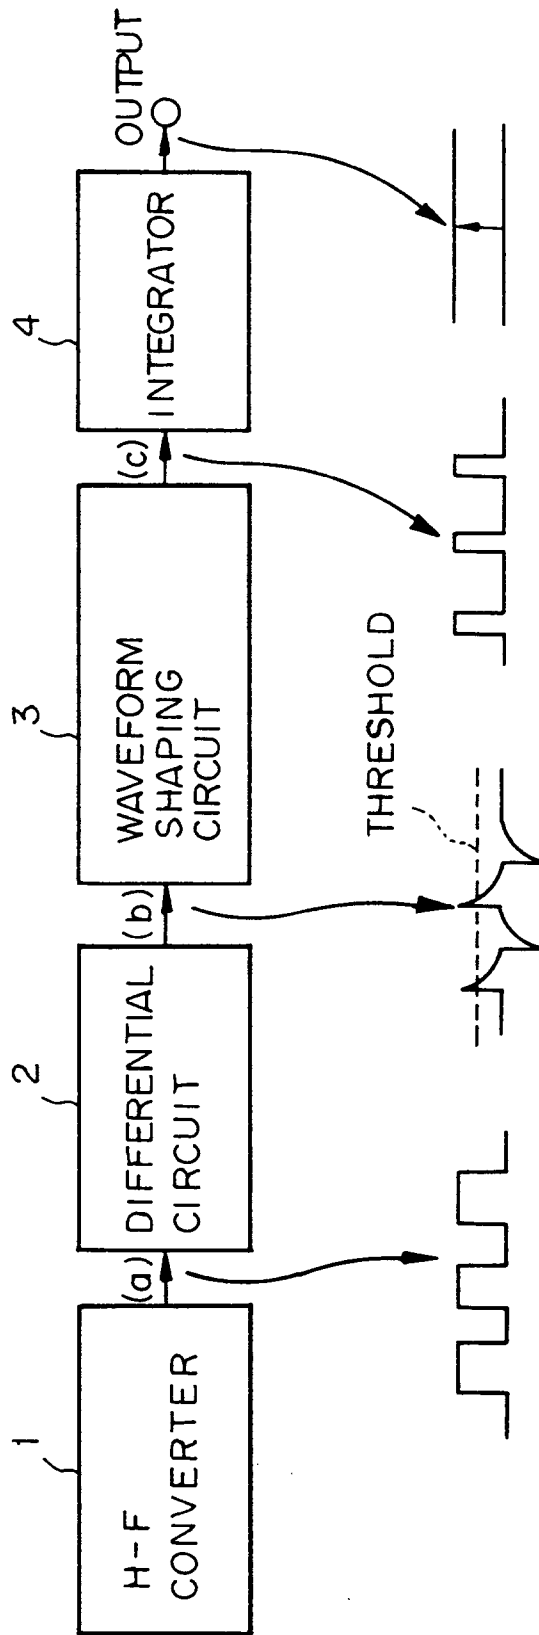 1
H-F
CONVERTER
(a)
2
DIFFERENTIAL
CIRCUIT
(b)
3
WAVEFORM
SHAPING
CIRCUIT
(c)
4
INTEGRATOR
OUTPUT
THRESHOLD